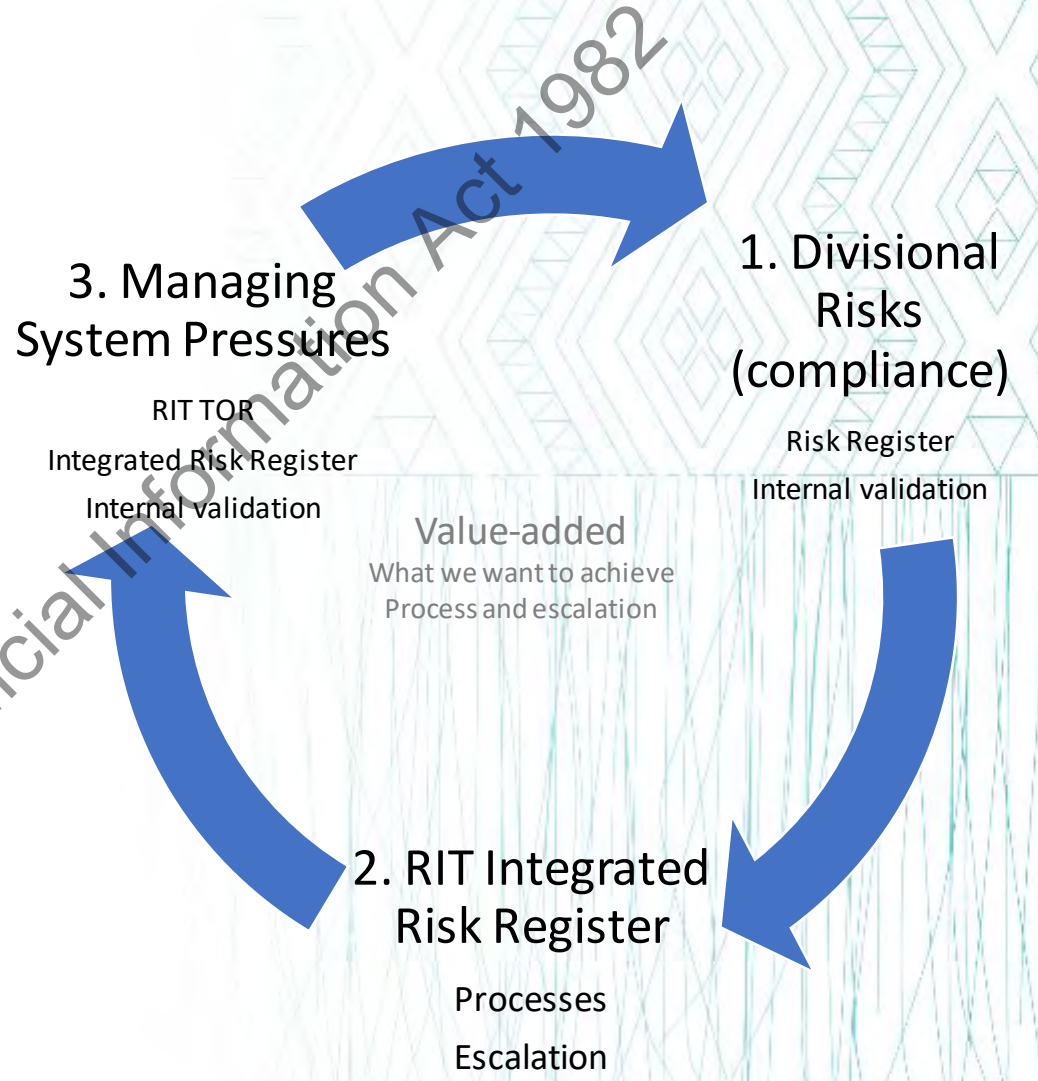 3. Managing
System Pressures
RIT TOR
Integrated Risk Register
Internal validation
1. Divisional
Risks
(compliance)
Risk Register
Internal validation
Value-added
What we want to achieve
Process and escalation
2. RIT Integrated
Risk Register
Processes
Escalation
Information Act 1982